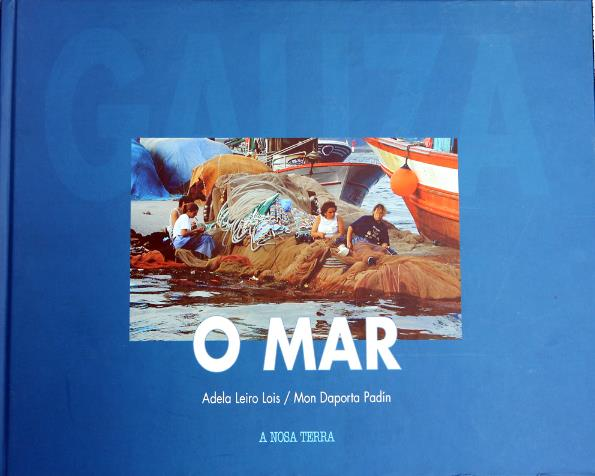 GALIZA
O MAR
Adela Leiro Lois / Mon Daporta Padín
A NOSA TERRA